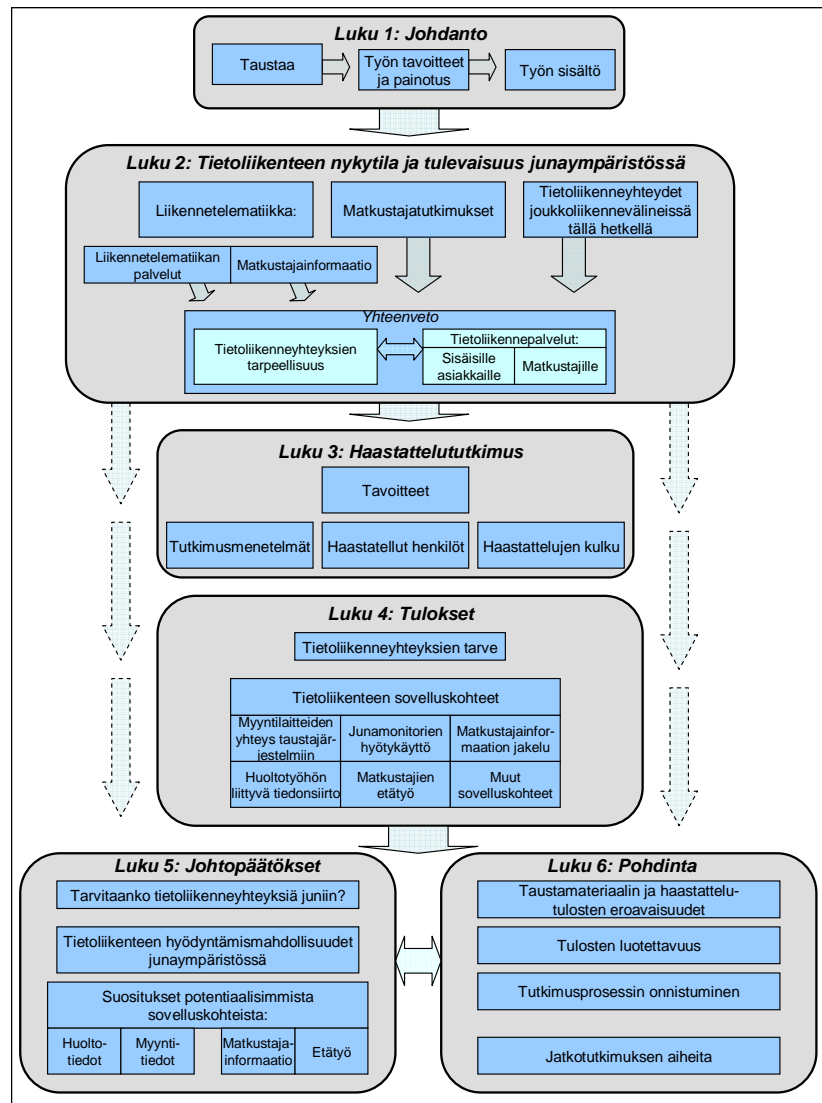 Luku 1: Johdanto
Taustaa
Työn tavoitteet
ja painotus
Työn sisältö
Luku 2: Tietoliikenteen nykytila ja tulevaisuus junaympäristössä
Liikennetelematiikka:
Matkustajatutkimukset
Tietoliikenneyhteydet
joukkoliikennevälineissä
tällä hetkellä
Liikennetelematiikan
palvelut
Matkustajainformaatio
Yhteenveto
Tietoliikenneyhteyksien
tarpeellisuus
Tietoliikennepalvelut:
Sisäisille
asiakkaille
Matkustajille
Luku 3: Haastattelututkimus
Tavoitteet
Tutkimusmenetelmät
Haastatellut henkilöt
Haastattelujen kulku
Luku 4: Tulokset
Tietoliikenneyhteyksien tarve
Tietoliikenteen sovelluskohteet
Myyntilaitteiden
yhteys taustajär-
jestelmiin
Junamonitorien
hyötykäyttö
Matkustajainfor-
maation jakelu
Huoltotyöhön
liittyvä tiedonsiirto
Matkustajien
etätyö
Muut
sovelluskohteet
Luku 5: Johtopäätökset
Tarvitaanko tietoliikenneyhteyksiä juniin?
Tietoliikenteen hyödyntämismahdollisuudet
junaympäristössä
Suositukset potentiaalisimmista
sovelluskohteista:
Huolto-
tiedot
Myynti-
tiedot
Matkustaja-
informaatio
Etätyö
Luku 6: Pohdinta
Taustamateriaalin ja haastattelu-
tulosten eroavaisuudet
Tulosten luotettavuus
Tutkimusprosessin onnistuminen
Jatkotutkimuksen aiheita